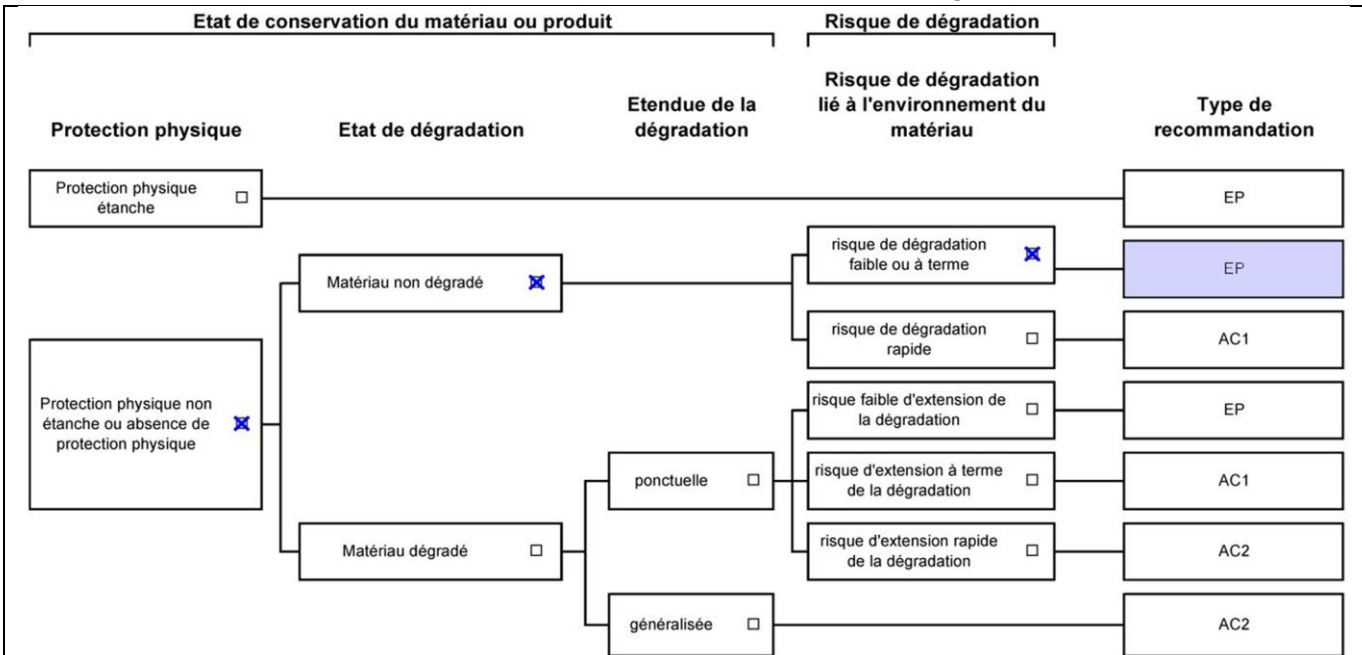 Etat de conservation du matériau ou produit
Risque de dégradation
Protection physique
Etat de dégradation
Etendue de la
dégradation
Risque de dégradation
lié à l'environnement du
matériau
Type de
recommandation
Protection physique
étanche
EP
Matériau non dégradé
risque de dégradation
faible ou à terme
EP
risque de dégradation
rapide
AC1
Protection physique non
étanche ou absence de
protection physique
risque faible d'extension de
la dégradation
EP
ponctuelle
risque d'extension à terme
de la dégradation
AC1
Matériau dégradé
risque d'extension rapide
de la dégradation
AC2
généralisée
AC2